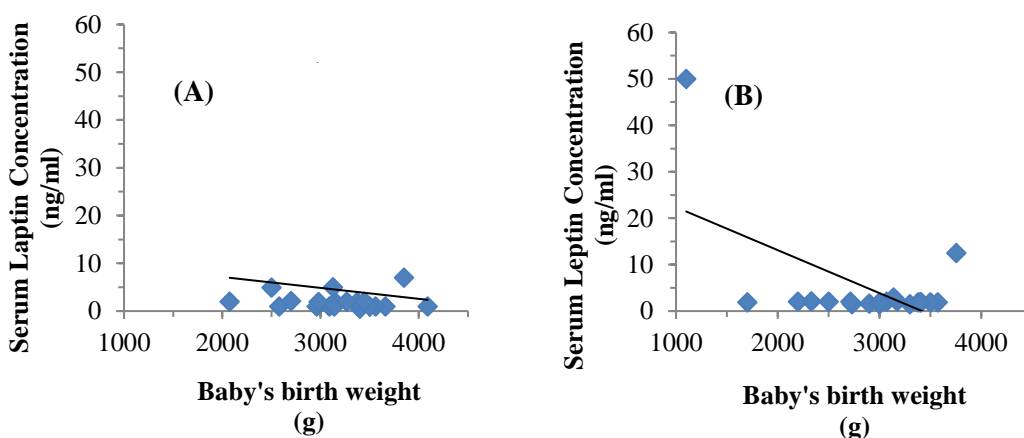 Serum Laptin Concentration
(ng/ml)
60
50
40
30
20
10
0
(A)
1000 2000 3000 4000
Baby's birth weight
(g)
Serum Leptin Concentration
(ng/ml)
60
50
40
30
20
10
0
(B)
1000 2000 3000 4000
Baby's birth weight
(g)